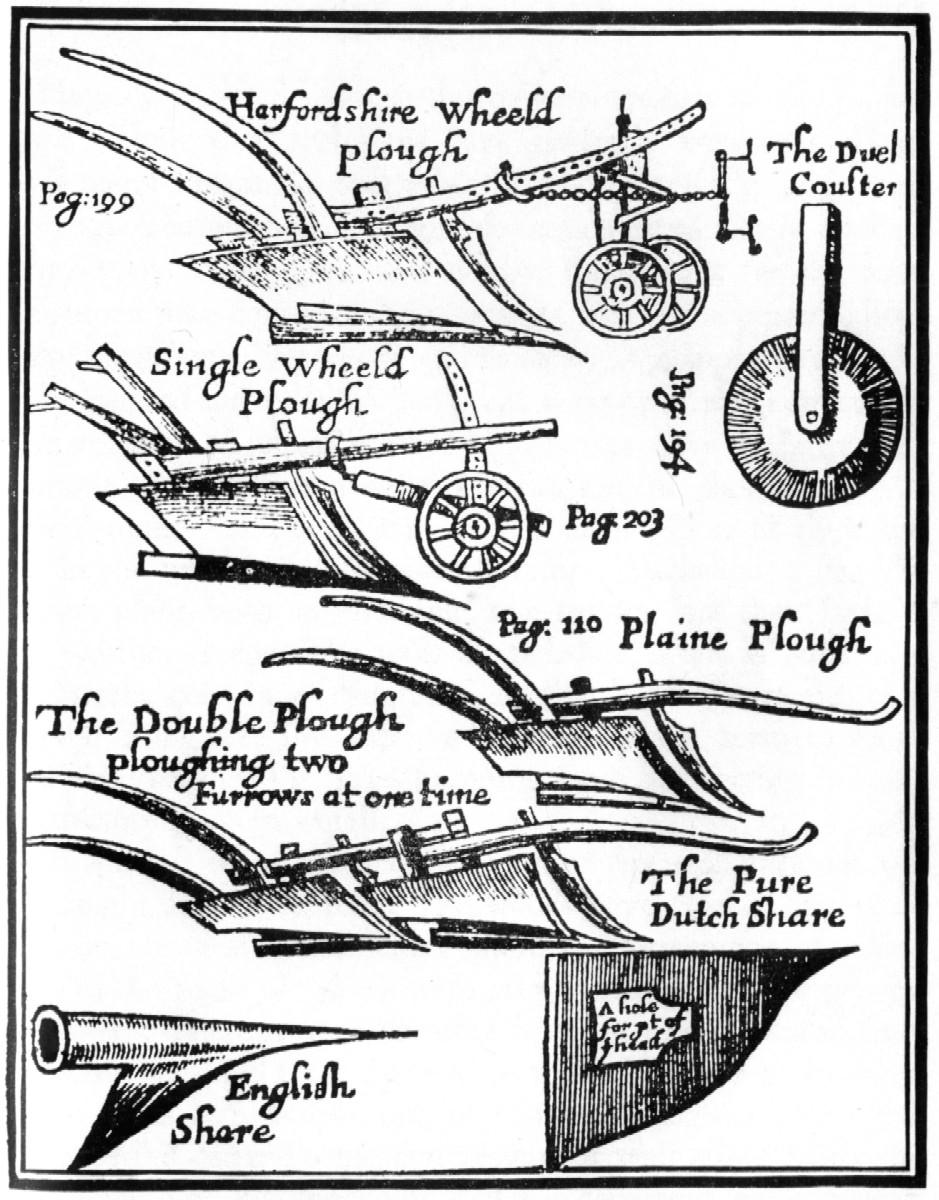 Harfordshire wheeld
plough
Pag: 199
The Duel
Coulter
Single wheeld
Plough
Pag: 194
Pag: 203
Pag: 110 Plaine Plough
The Double Plough
ploughing two
Furrows at one time
The Pure
Dutch Share
A hole
for pt of
head
English
Share